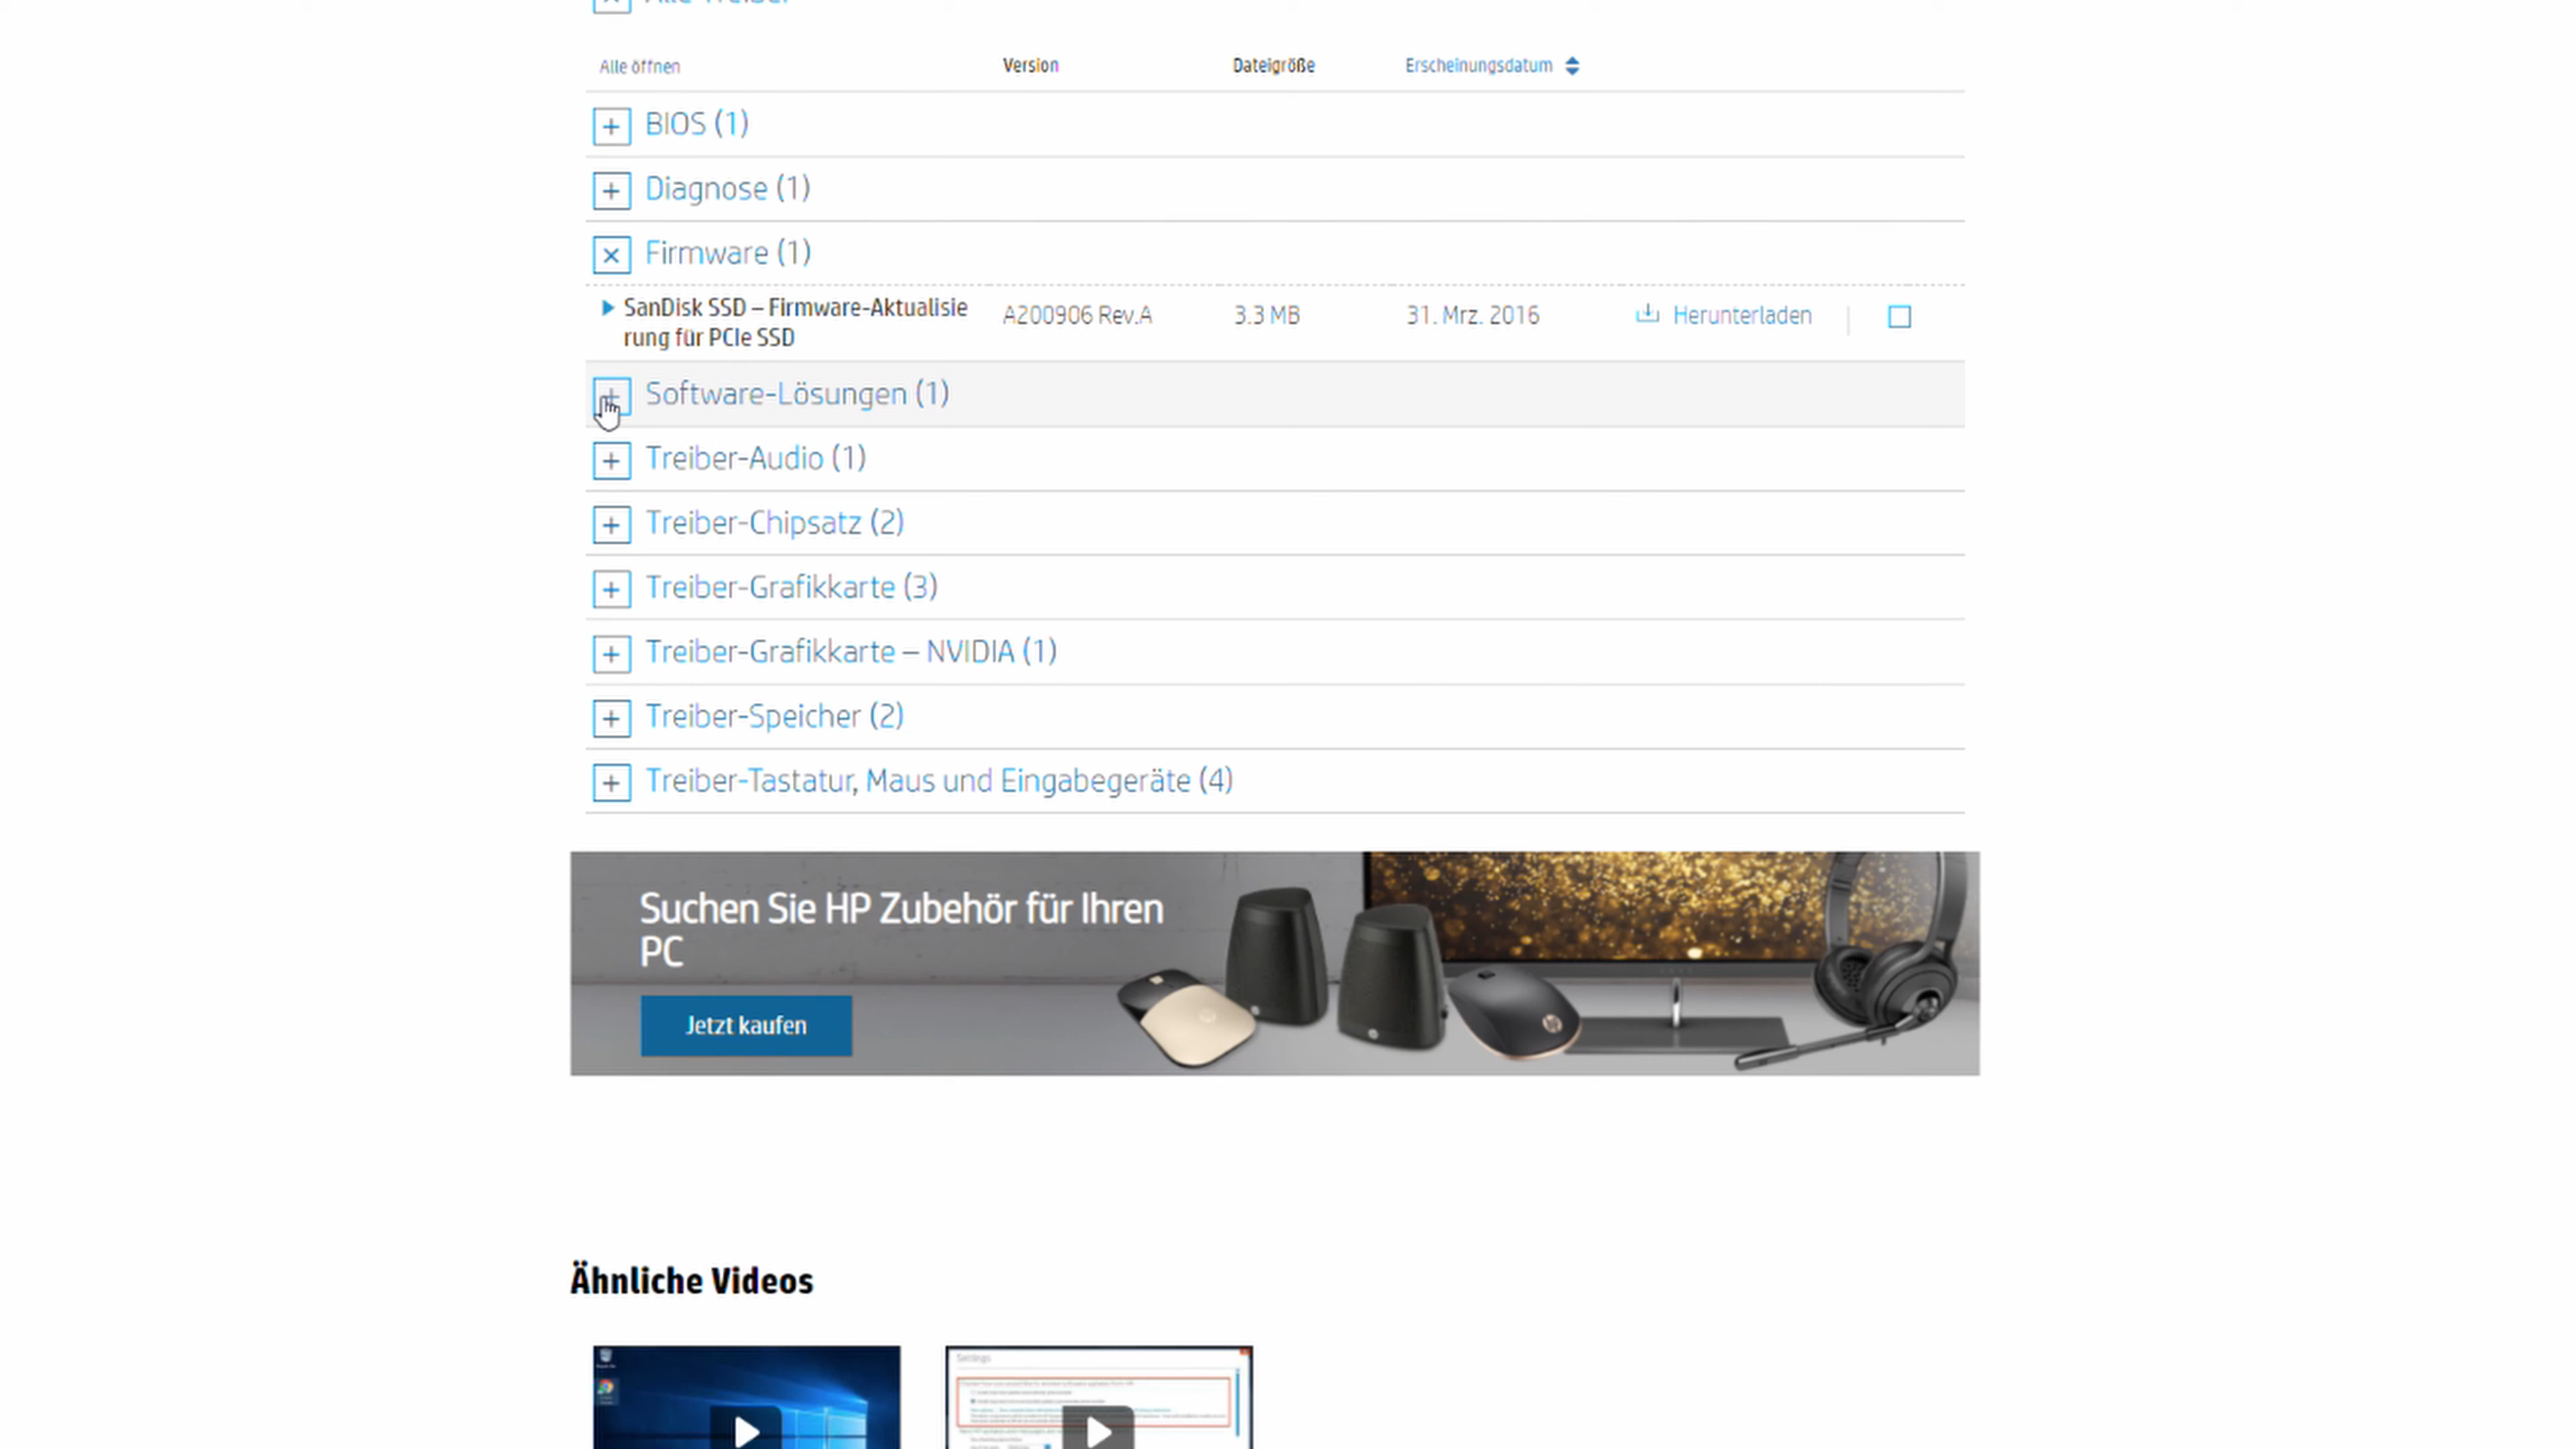 Alle Treiber
Alle öffnen Version Dateigröße Erscheinungsdatum
BIOS (1)
Diagnose (1)
Firmware (1)
SanDisk SSD – Firmware-Aktualisie
rung für PCIe SSD
A200906 Rev.A 3.3 MB 31. Mrz. 2016 Herunterladen
Software-Lösungen (1)
Treiber-Audio (1)
Treiber-Chipsatz (2)
Treiber-Grafikkarte (3)
Treiber-Grafikkarte – NVIDIA (1)
Treiber-Speicher (2)
Treiber-Tastatur, Maus und Eingabegeräte (4)
Suchen Sie HP Zubehör für Ihren
PC
Jetzt kaufen
Ähnliche Videos
Settings